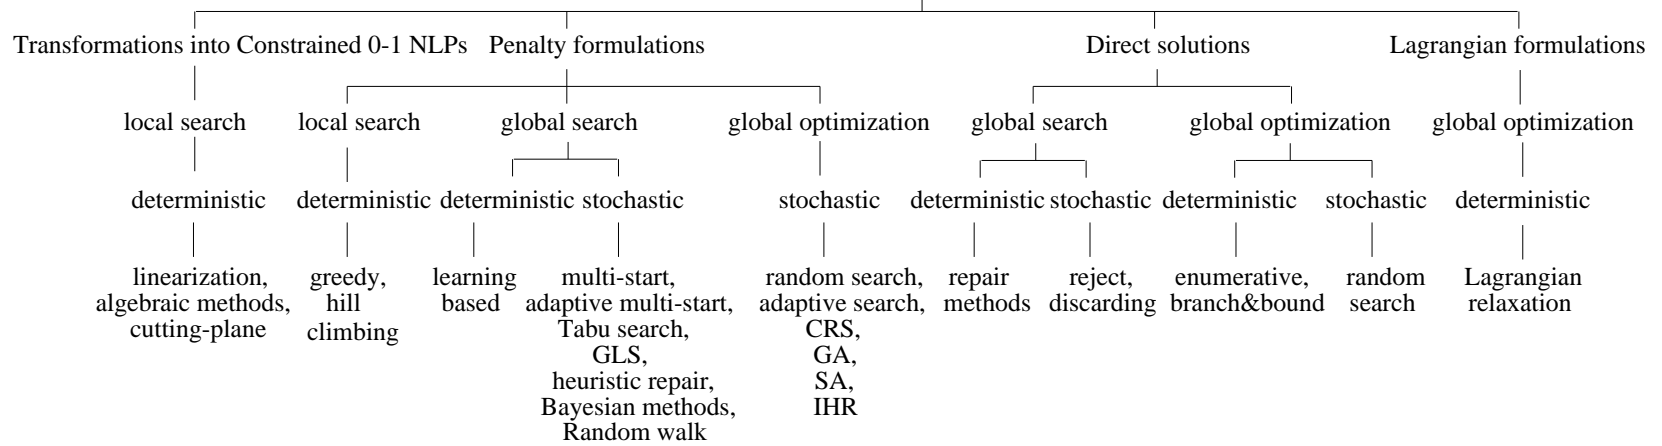 Transformations into Constrained 0-1 NLPs Penalty formulations Direct solutions Lagrangian formulations
local search local search global search global optimization global search global optimization global optimization
deterministic deterministic deterministic stochastic stochastic deterministic stochastic deterministic stochastic deterministic
linearization,
algebraic methods,
cutting-plane
greedy,
hill
climbing
learning
based
multi-start,
adaptive multi-start,
Tabu search,
GLS,
heuristic repair,
Bayesian methods,
Random walk
random search,
adaptive search,
CRS,
GA,
SA,
IHR
repair
methods
reject,
discarding
enumerative,
branch&bound
random
search
Lagrangian
relaxation